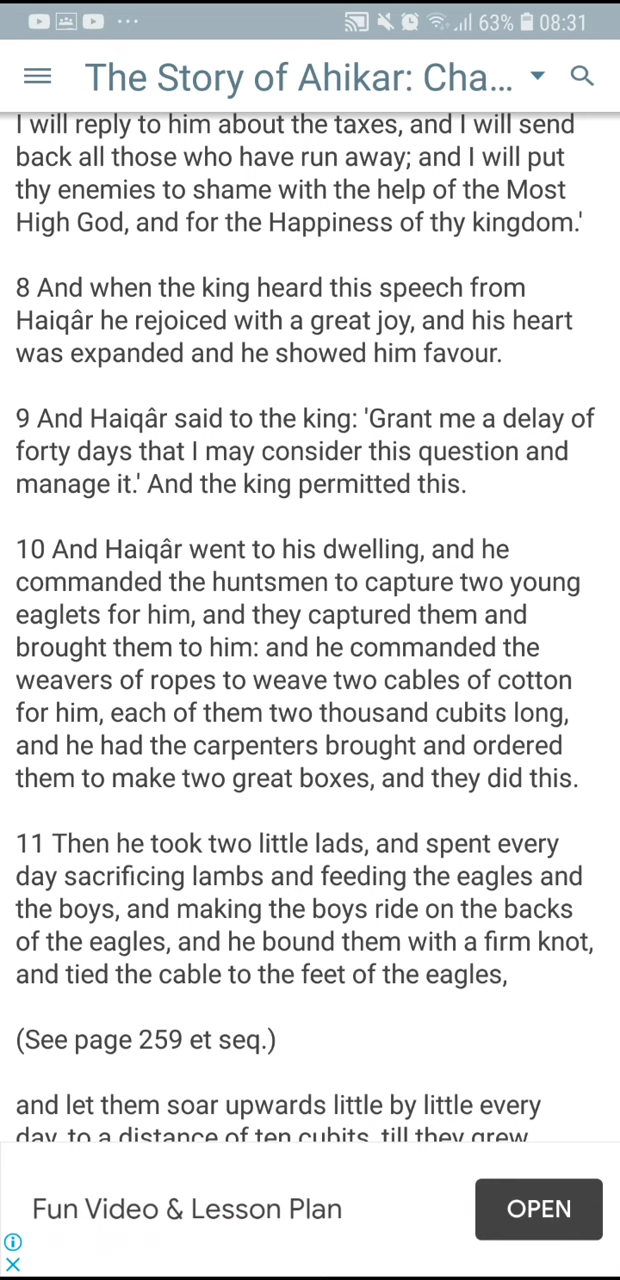 63% 08:31
The Story of Ahikar: Cha...
I will reply to him about the taxes, and I will send
back all those who have run away; and I will put
thy enemies to shame with the help of the Most
High God, and for the Happiness of thy kingdom.'
8 And when the king heard this speech from
Haiqâr he rejoiced with a great joy, and his heart
was expanded and he showed him favour.
9 And Haiqâr said to the king: 'Grant me a delay of
forty days that I may consider this question and
manage it.' And the king permitted this.
10 And Haiqâr went to his dwelling, and he
commanded the huntsmen to capture two young
eaglets for him, and they captured them and
brought them to him: and he commanded the
weavers of ropes to weave two cables of cotton
for him, each of them two thousand cubits long,
and he had the carpenters brought and ordered
them to make two great boxes, and they did this.
11 Then he took two little lads, and spent every
day sacrificing lambs and feeding the eagles and
the boys, and making the boys ride on the backs
of the eagles, and he bound them with a firm knot,
and tied the cable to the feet of the eagles,
(See page 259 et seq.)
and let them soar upwards little by little every
day, to a distance of ten cubits, till they grew
Fun Video & Lesson Plan
OPEN